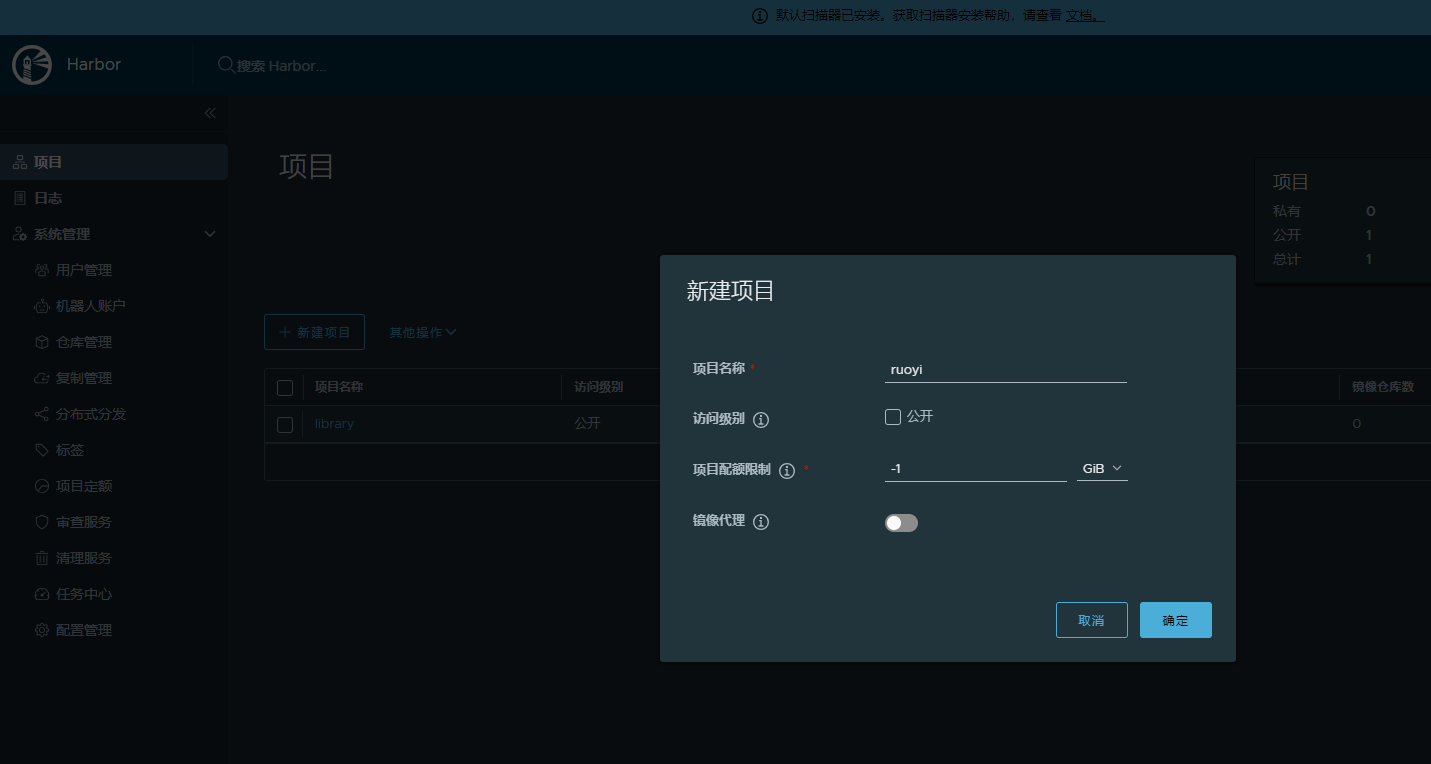 默认扫描器已安装。获取扫描器安装帮助，请查看 文档。
Harbor
搜索 Harbor...
项目
日志
系统管理
用户管理
机器人账户
仓库管理
复制管理
分布式分发
标签
项目定额
审查服务
清理服务
任务中心
配置管理
项目
项目
私有 0
公开 1
总计 1
新建项目 其他操作
项目名称 访问级别 镜像仓库数
library 公开 0
新建项目
项目名称 * ruoyi
访问级别 公开
项目配额限制 * -1 GiB
镜像代理
取消 确定